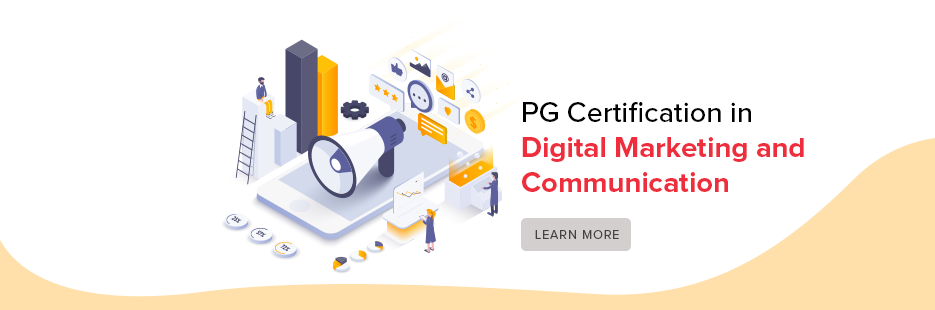 PG Certification in
Digital Marketing and
Communication
LEARN MORE